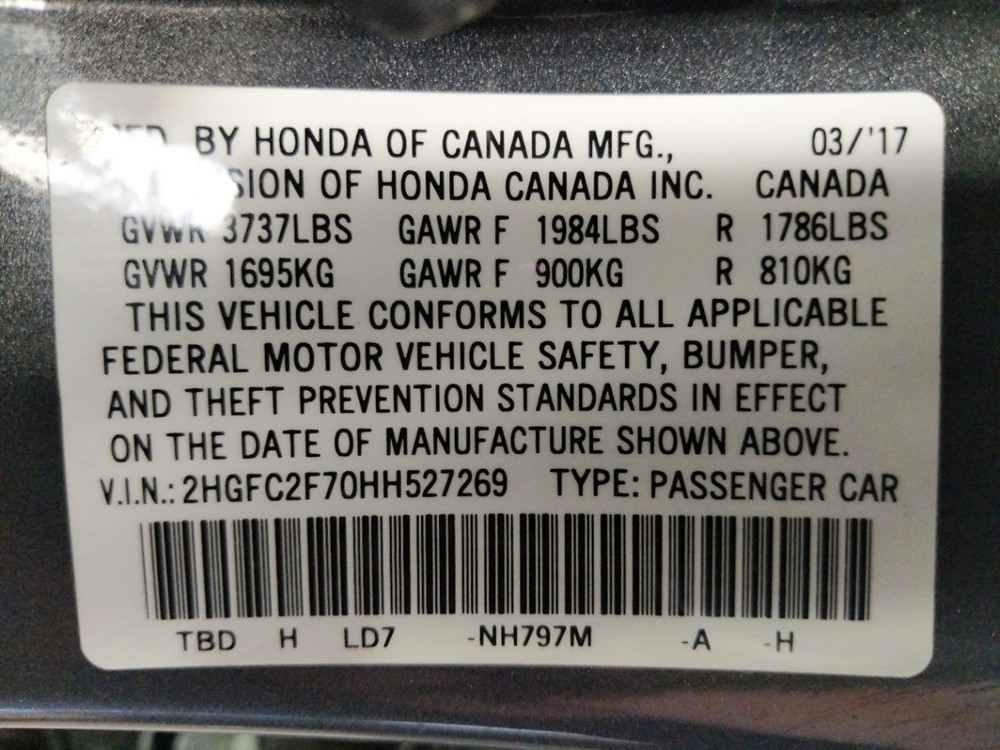 BY HONDA OF CANADA MFG., 03/'17
OF HONDA CANADA INC. CANADA
GVWR 3737LBS GAWR F 1984LBS R 1786LBS
GVWR 1695KG GAWR F 900KG R 810KG
THIS VEHICLE CONFORMS TO ALL APPLICABLE
FEDERAL MOTOR VEHICLE SAFETY, BUMPER,
AND THEFT PREVENTION STANDARDS IN EFFECT
ON THE DATE OF MANUFACTURE SHOWN ABOVE.
V.I.N.: 2HGFC2F70HH527269 TYPE: PASSENGER CAR
TBD H LD7 -NH797M -A -H